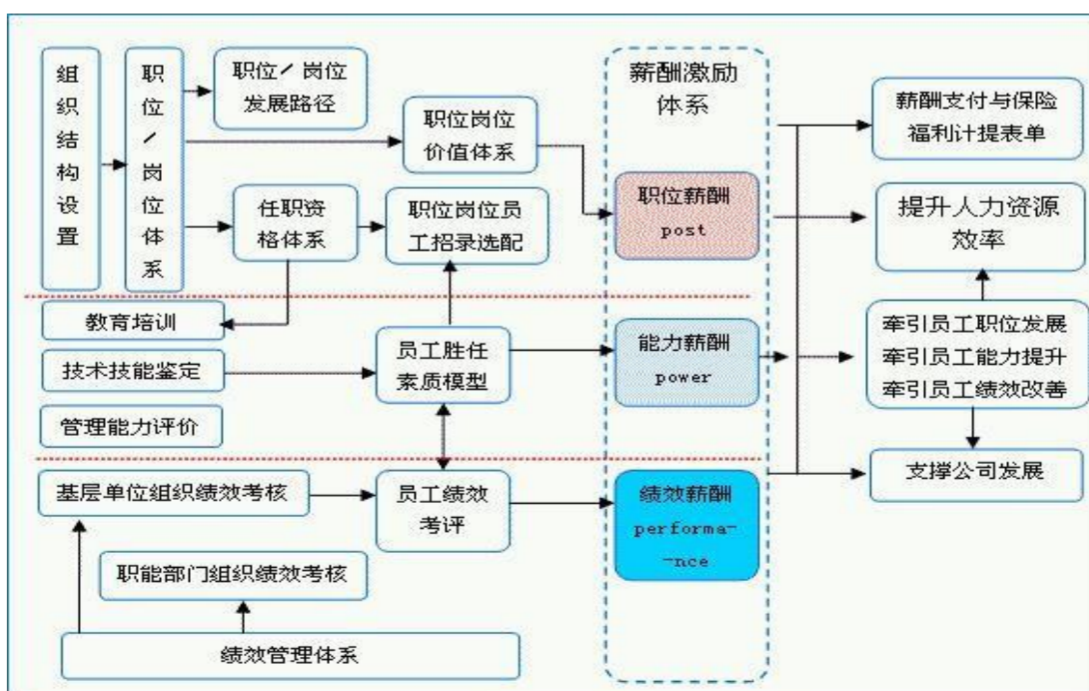 组织结构设置
职位/岗位体系
职位/岗位
发展路径
职位岗位
价值体系
任职资
格体系
职位岗位员
工招录选配
薪酬激励
体系
职位薪酬
post
薪酬支付与保险
福利计提表单
提升人力资源
效率
教育培训
技术技能鉴定
管理能力评价
员工胜任
素质模型
能力薪酬
power
牵引员工职位发展
牵引员工能力提升
牵引员工绩效改善
基层单位组织绩效考核
员工绩效
考评
绩效薪酬
performa-
-nce
支撑公司发展
职能部门组织绩效考核
绩效管理体系